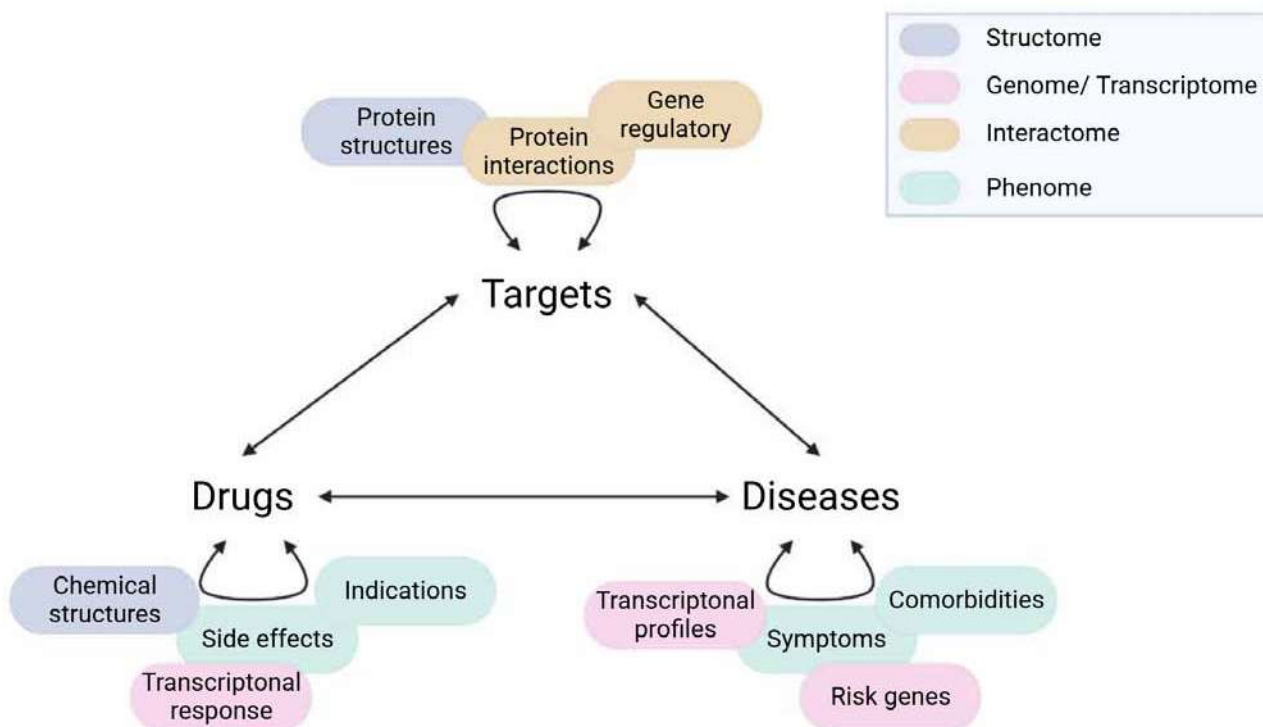 Structome
Genome/ Transcriptome
Interactome
Phenome
Protein
structures
Protein
interactions
Gene
regulatory
Targets
Drugs
Diseases
Chemical
structures
Side effects
Indications
Transcriptonal
response
Transcriptonal
profiles
Symptoms
Comorbidities
Risk genes